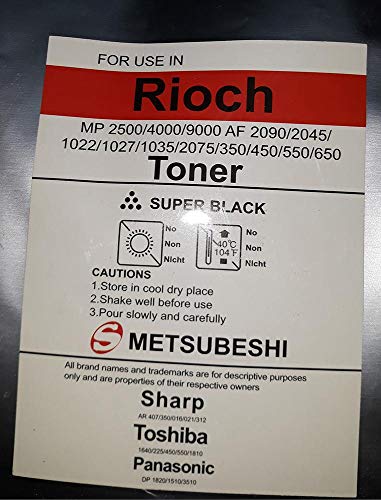 FOR USE IN
Rioch
MP 2500/4000/9000 AF 2090/2045/
1022/1027/1035/2075/350/450/550/650
Toner
SUPER BLACK
No
Non
Nicht
40°C
104°F
No
Non
Nicht
CAUTIONS
1.Store in cool dry place
2.Shake well before use
3.Pour slowly and carefully
S METSUBESHI
All brand names and trademarks are for descriptive purposes
only and are properties of their respective owners
Sharp
AR 407/350/016/021/312
Toshiba
1640/225/450/550/1810
Panasonic
DP 1820/1510/3510